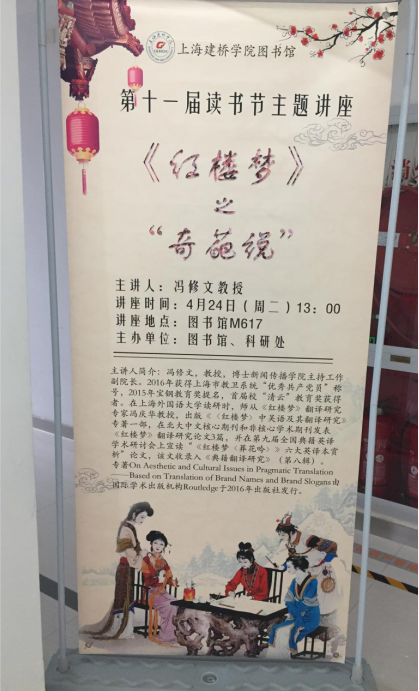 上海建桥学院图书馆
第十一届读书节主题讲座
《红楼梦》
之
“奇葩说”
主讲人：冯修文教授
讲座时间：4月24日（周二）13：00
讲座地点：图书馆M617
主办单位：图书馆、科研处
主讲人简介：冯修文，教授，博士新闻传播学院主持工作
副院长。2016年获得上海市教卫系统“优秀共产党员”称
号，2015年宝钢教育奖提名，首届校“清云”教育奖获得
者。在上海外国语大学读研时，师从《红楼梦》翻译研究
专家冯庆华教授，出版《〈红楼梦〉中英语及其翻译研究》
专著一部，在北大中文核心期刊和非核心学术期刊发表
《红楼梦》翻译研究论文3篇，并在第九届全国典籍英译
学术研讨会上宣读“《红楼梦〈葬花吟〉》六大英译本赏
析”论文，该文收录入《典籍翻译研究》（第八辑）。
专著On Aesthetic and Cultural Issues in Pragmatic Translation
——Based on Translation of Brand Names and Brand Slogans由
国际学术出版机构Routledge于2016年出版社发行。